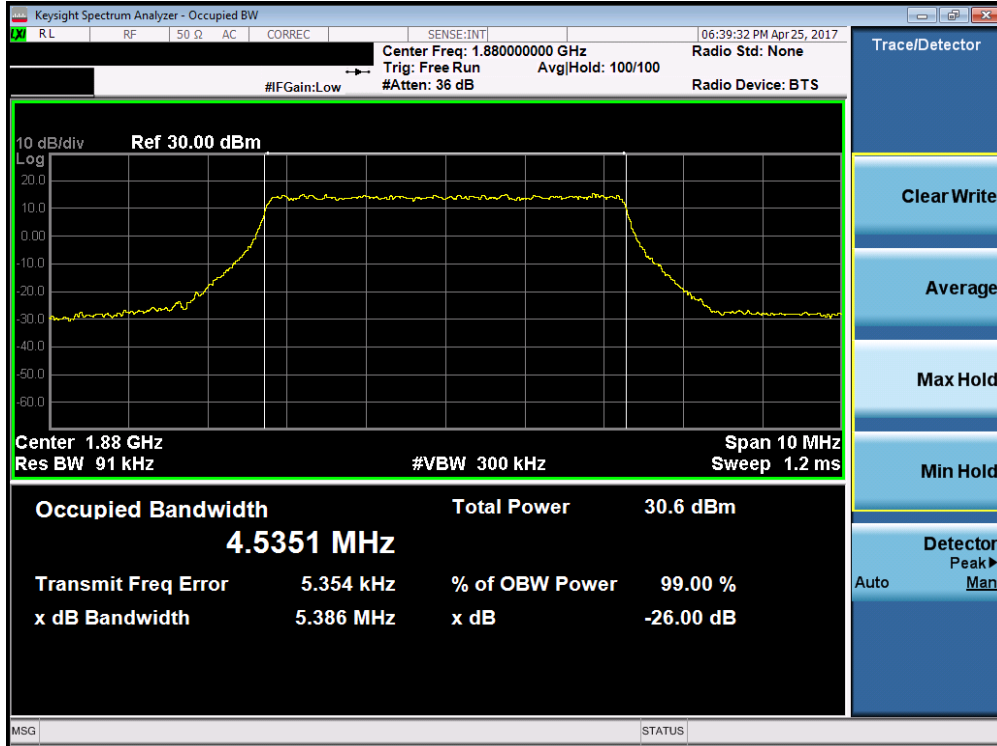 Keysight Spectrum Analyzer - Occupied BW
LXI RL RF 50 Ω AC CORREC SENSE:INT 06:39:32 PM Apr 25, 2017
Center Freq: 1.880000000 GHz Radio Std: None
Trig: Free Run Avg|Hold: 100/100
#IFGain:Low #Atten: 36 dB Radio Device: BTS
Trace/Detector
10 dB/div Ref 30.00 dBm
Log
20.0
10.0
0.00
-10.0
-20.0
-30.0
-40.0
-50.0
-60.0
Center 1.88 GHz Span 10 MHz
Res BW 91 kHz #VBW 300 kHz Sweep 1.2 ms
Occupied Bandwidth Total Power 30.6 dBm
4.5351 MHz
Transmit Freq Error 5.354 kHz % of OBW Power 99.00 %
x dB Bandwidth 5.386 MHz x dB -26.00 dB
Clear Write
Average
Max Hold
Min Hold
Detector
Peak▶
Auto Man
MSG STATUS